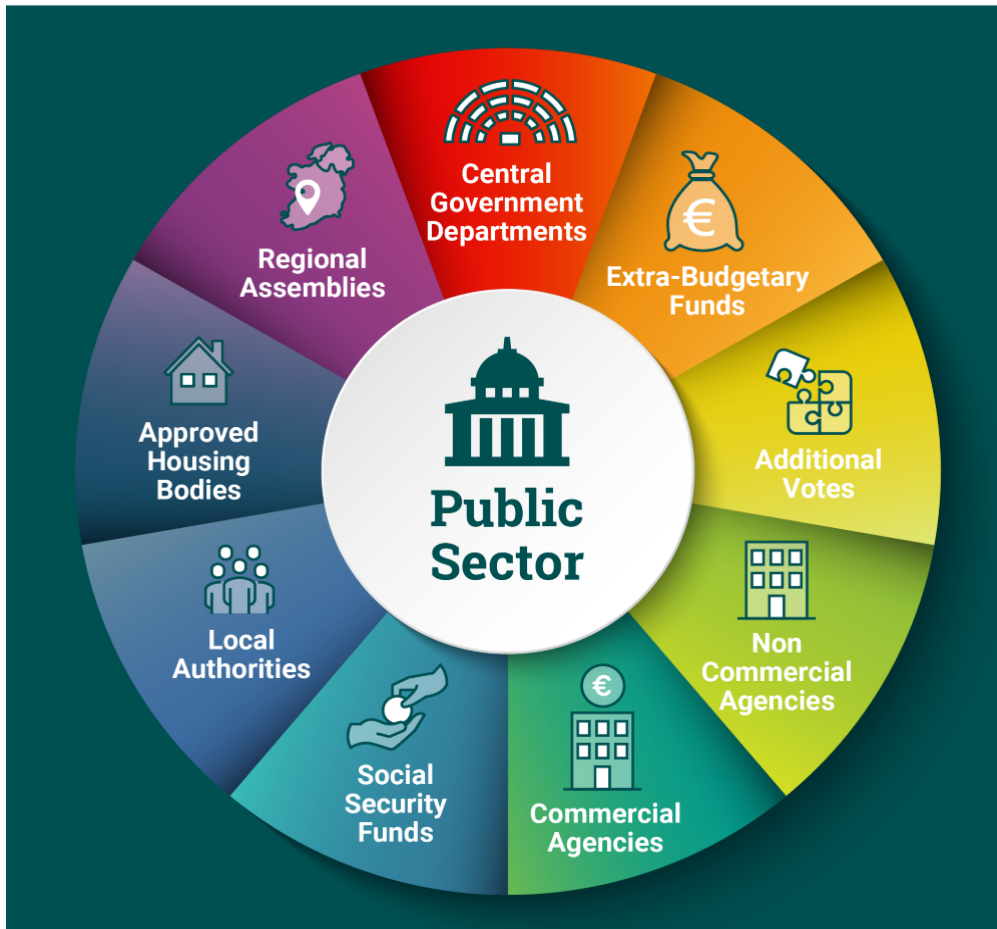 Central
Government
Departments
€
Extra-Budgetary
Funds
Additional
Votes
Non
Commercial
Agencies
€
Commercial
Agencies
Social
Security
Funds
Local
Authorities
Approved
Housing
Bodies
Regional
Assemblies
Public
Sector